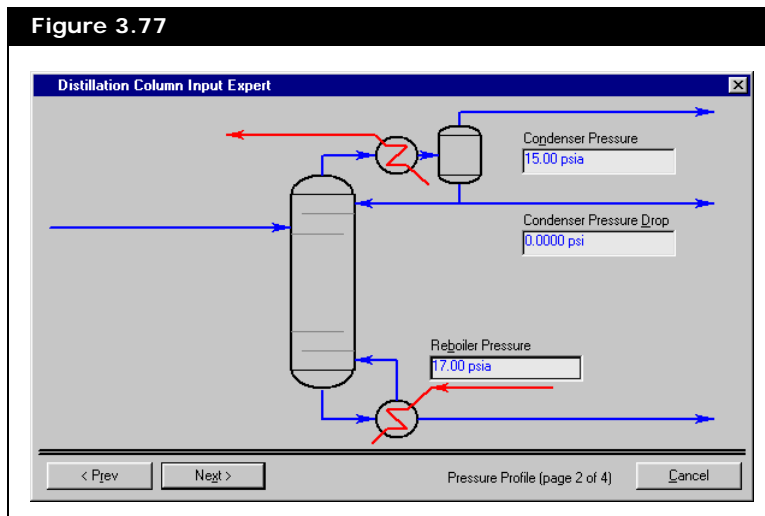 Figure 3.77
Distillation Column Input Expert
Condenser Pressure
15.00 psia
Condenser Pressure Drop
0.0000 psi
Reboiler Pressure
17.00 psia
< Prev
Next >
Pressure Profile (page 2 of 4)
Cancel